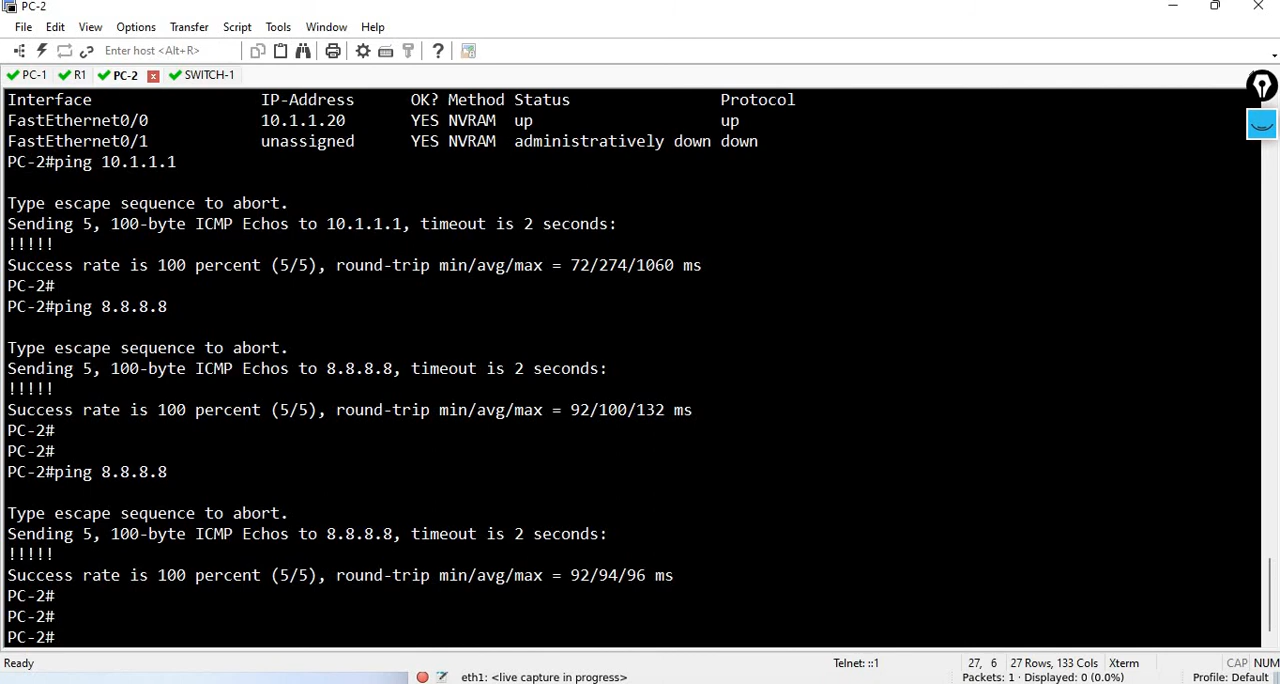 PC-2
File Edit View Options Transfer Script Tools Window Help
Enter host <Alt+R>
PC-1 R1 PC-2 SWITCH-1
Interface IP-Address OK? Method Status Protocol
FastEthernet0/0 10.1.1.20 YES NVRAM up up
FastEthernet0/1 unassigned YES NVRAM administratively down down
PC-2#ping 10.1.1.1
Type escape sequence to abort.
Sending 5, 100-byte ICMP Echos to 10.1.1.1, timeout is 2 seconds:
!!!!!
Success rate is 100 percent (5/5), round-trip min/avg/max = 72/274/1060 ms
PC-2#
PC-2#ping 8.8.8.8
Type escape sequence to abort.
Sending 5, 100-byte ICMP Echos to 8.8.8.8, timeout is 2 seconds:
!!!!!
Success rate is 100 percent (5/5), round-trip min/avg/max = 92/100/132 ms
PC-2#
PC-2#
PC-2#ping 8.8.8.8
Type escape sequence to abort.
Sending 5, 100-byte ICMP Echos to 8.8.8.8, timeout is 2 seconds:
!!!!!
Success rate is 100 percent (5/5), round-trip min/avg/max = 92/94/96 ms
PC-2#
PC-2#
PC-2#
Ready Telnet: ::1 27, 6 27 Rows, 133 Cols Xterm CAP NUM
eth1: <live capture in progress> Packets: 1 · Displayed: 0 (0.0%) Profile: Default